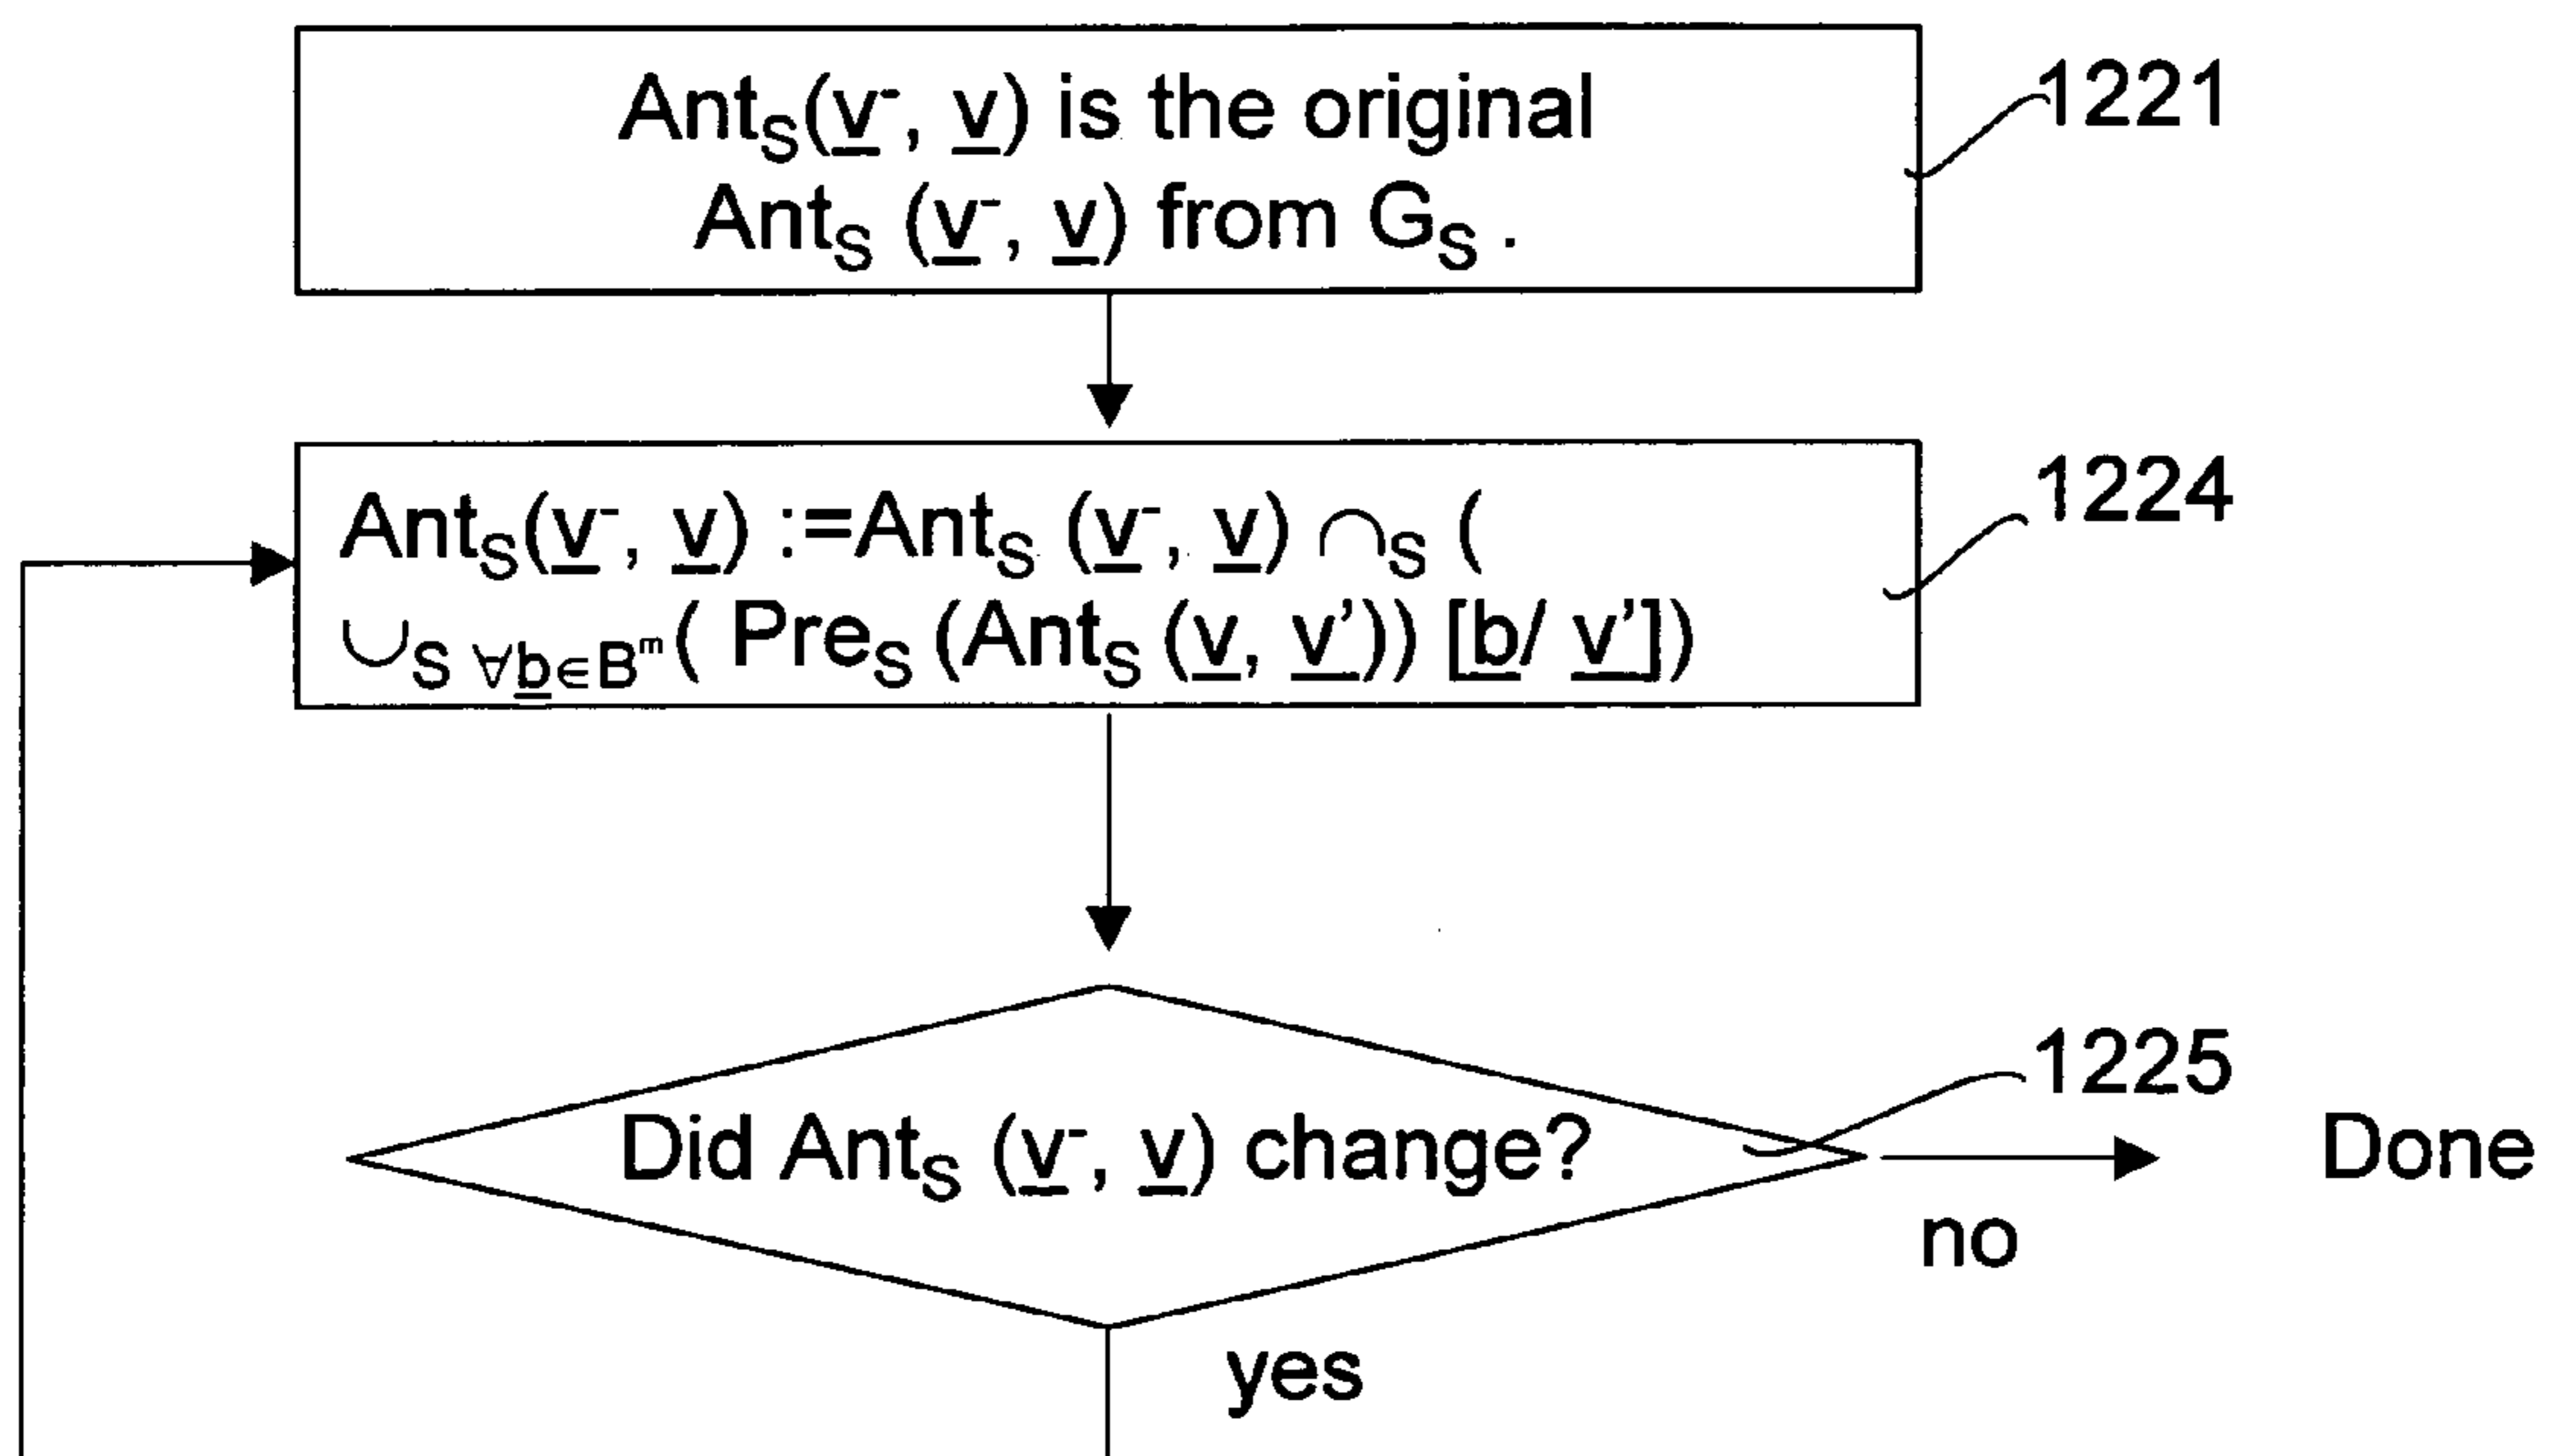 Ant_S(v⁻, v) is the original
Ant_S (v⁻, v) from G_S .
1221
Ant_S(v⁻, v) :=Ant_S (v⁻, v) ∩_S (
∪_S ∀b∈B^m ( Pre_S (Ant_S (v, v’)) [b/ v’])
1224
Did Ant_S (v⁻, v) change?
1225
Done
no
yes